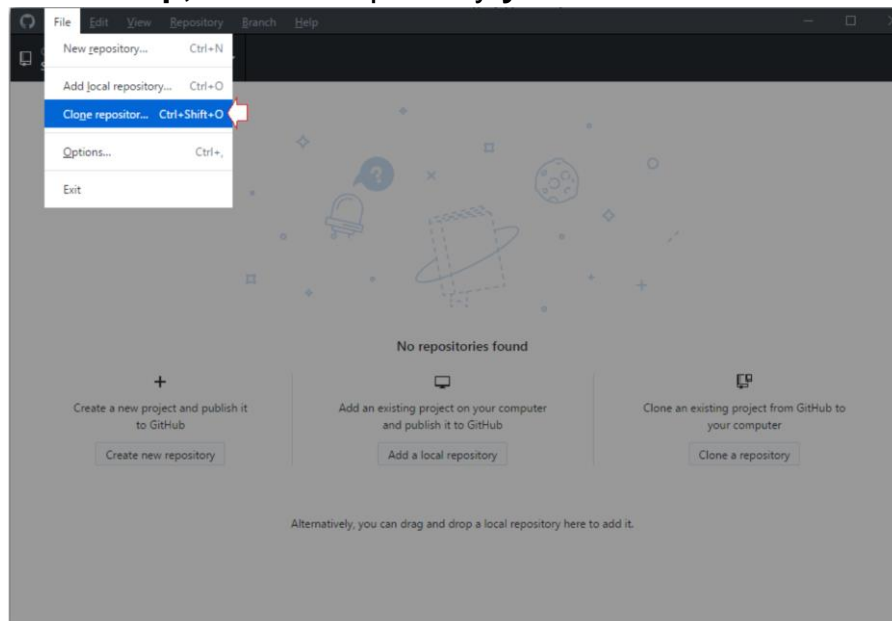 File Edit View Repository Branch Help
New repository... Ctrl+N
Add local repository... Ctrl+O
Clone repositor... Ctrl+Shift+O
Options... Ctrl+,
Exit
No repositories found
Create a new project and publish it
to GitHub
Create new repository
Add an existing project on your computer
and publish it to GitHub
Add a local repository
Clone an existing project from GitHub to
your computer
Clone a repository
Alternatively, you can drag and drop a local repository here to add it.